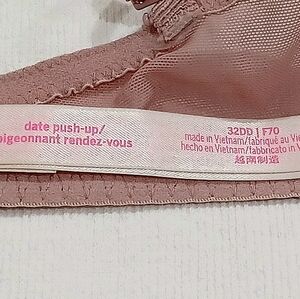 date push-up/
pigeonnant rendez-vous
32DD | F70
made in Vietnam/fabriqué au Vi
hecho en Vietnam/fabbricato in V
越南制造